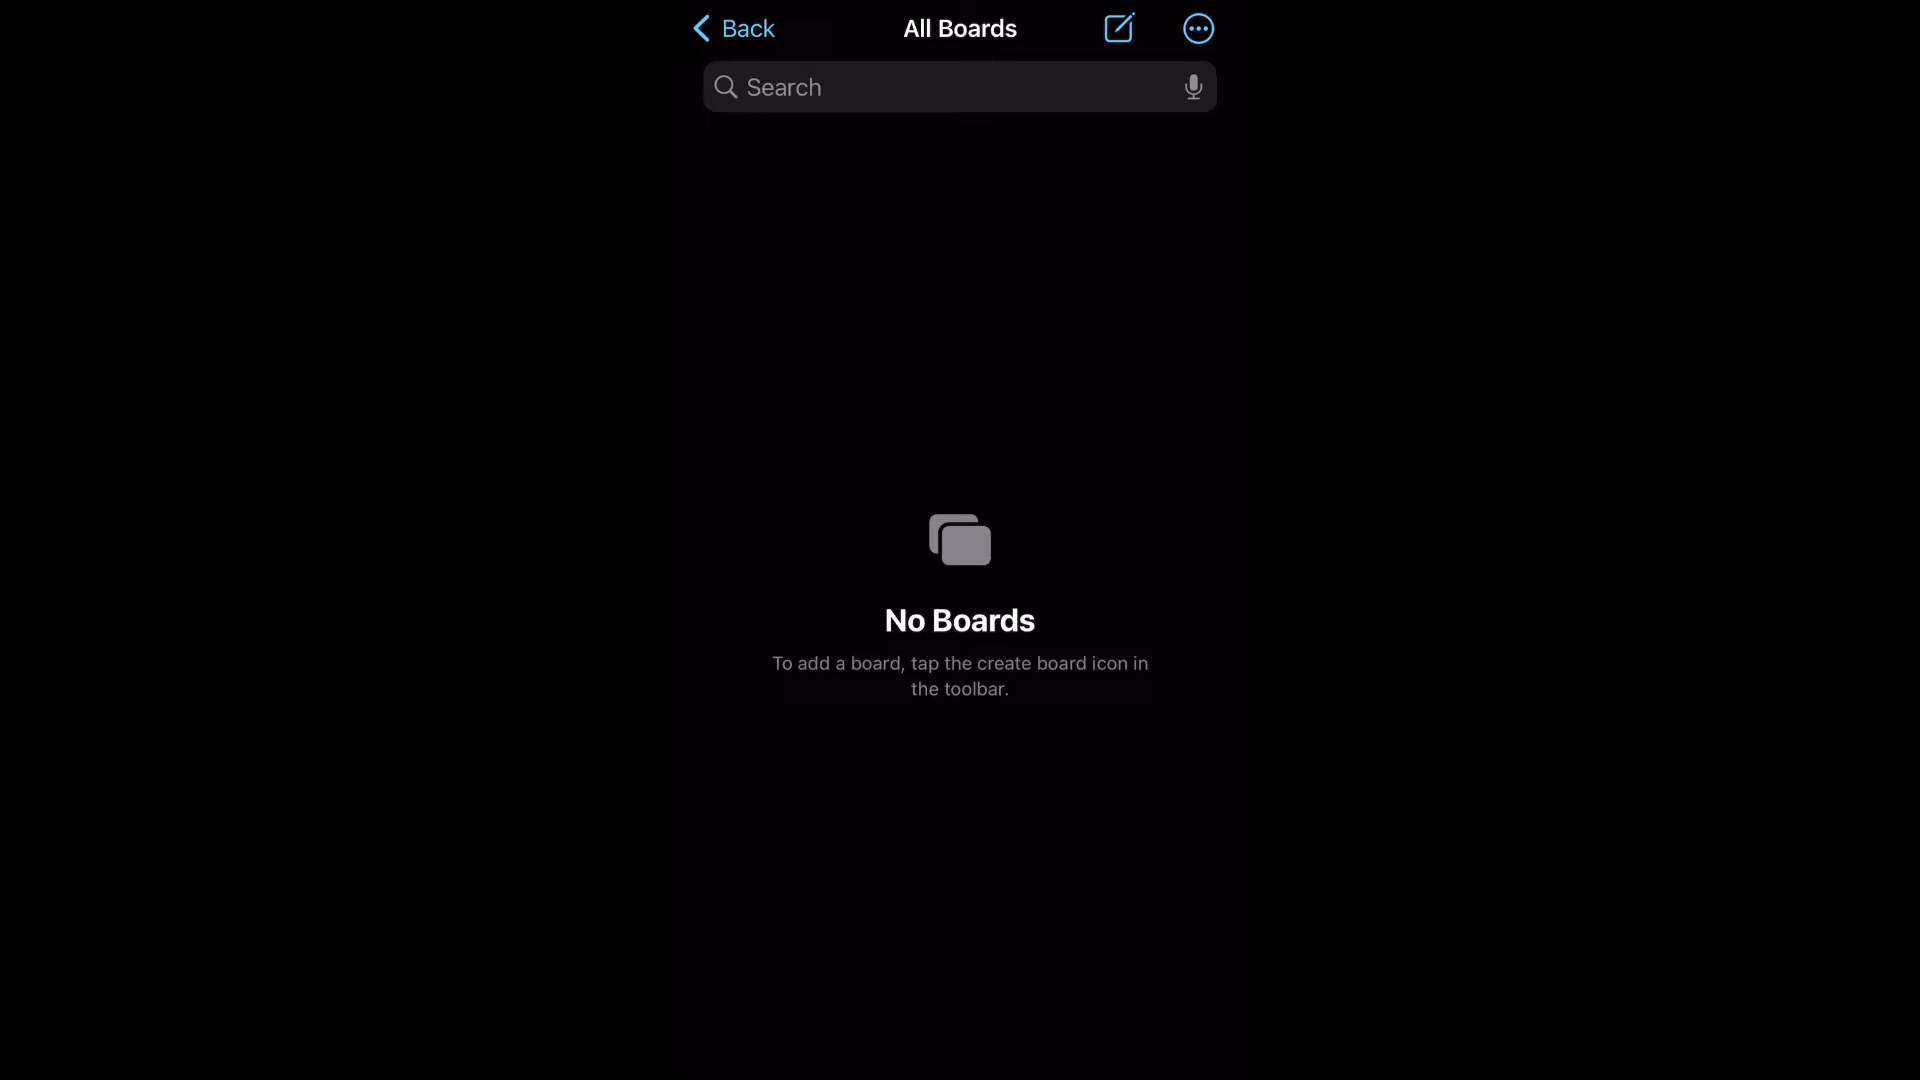 Back
All Boards
Search
No Boards
To add a board, tap the create board icon in
the toolbar.